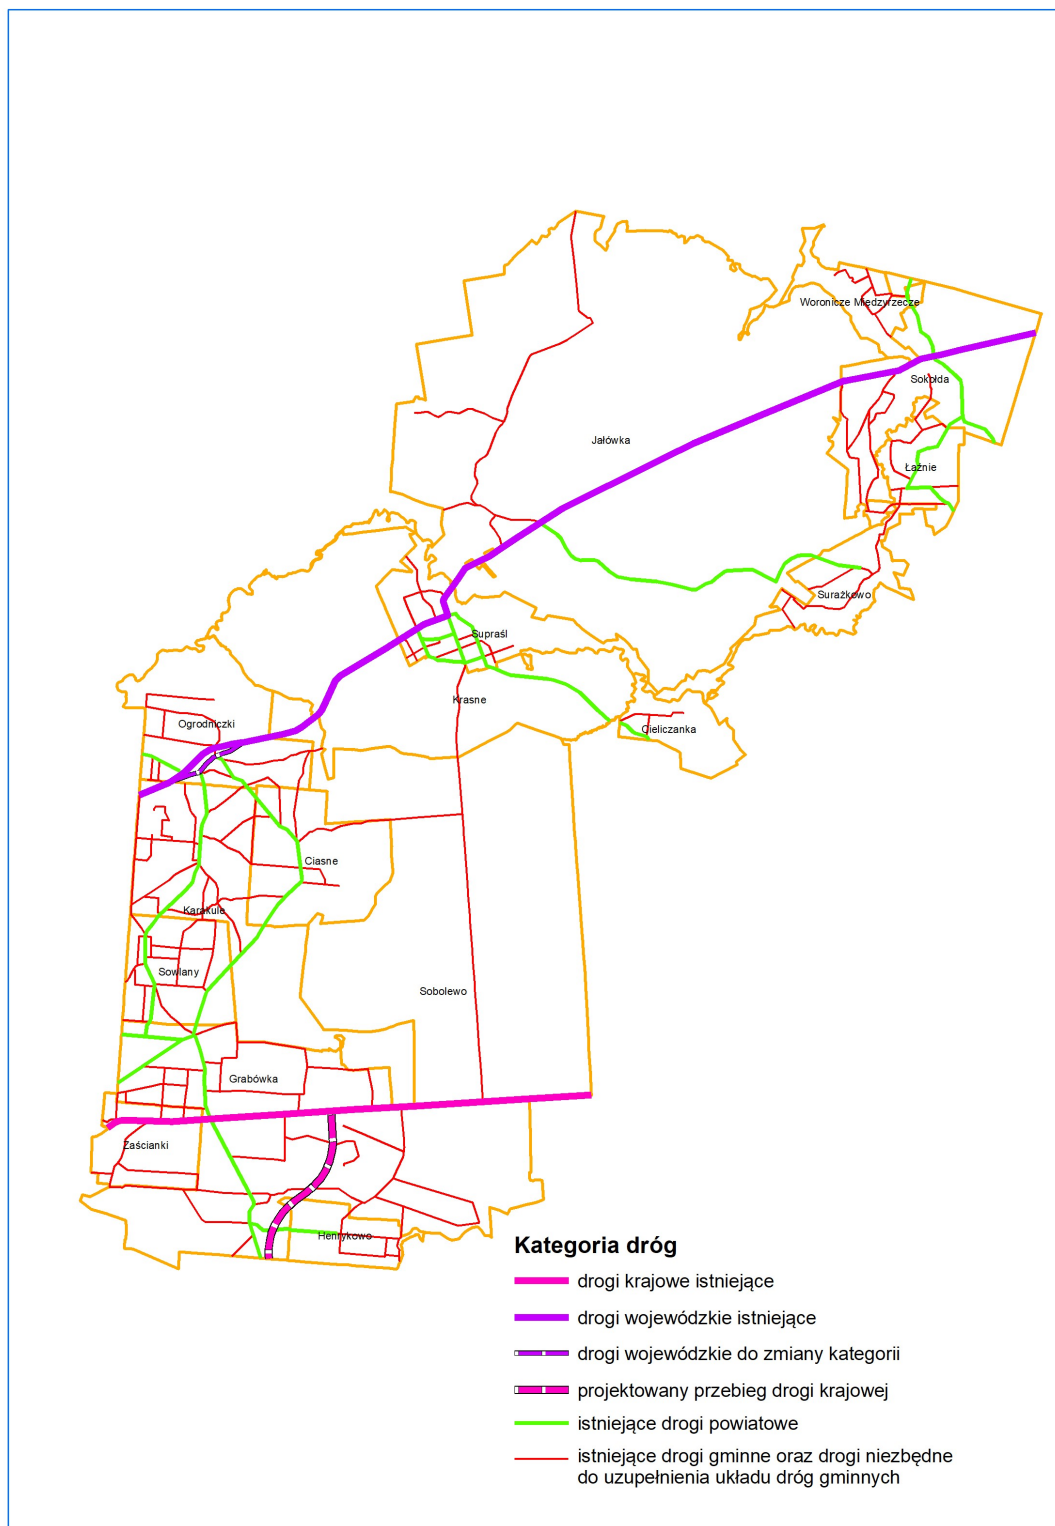 Woronicze Międzyrzecze
Sokołda
Jałówka
Łaźnie
Surażkowo
Supraśl
Krasne
Ogrodniczki
Cieliczanka
Ciasne
Karakule
Sowlany
Sobolewo
Grabówka
Zaścianki
Henrykowo
Kategoria dróg
drogi krajowe istniejące
drogi wojewódzkie istniejące
drogi wojewódzkie do zmiany kategorii
projektowany przebieg drogi krajowej
istniejące drogi powiatowe
istniejące drogi gminne oraz drogi niezbędne
do uzupełnienia układu dróg gminnych